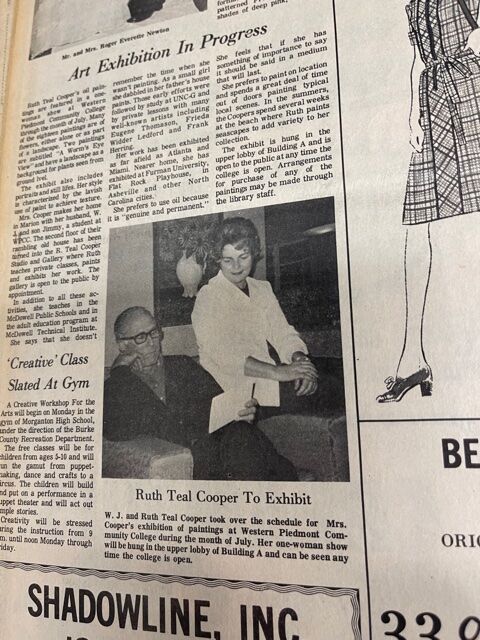 Mr. and Mrs. Roger Everette Newton
shades of deep pink,
Art Exhibition In Progress
Ruth Teal Cooper's oil pain-
tings are featured in a one-
woman show at Western
Piedmont Community College
through the month of July. Many
of the eighteen paintings are of
flowers, either alone or as part
of a landscape. Two paintings
are subtitled "A Worm's Eye
View" and have a landscape as
background for plants seen from
ground level.
The exhibit also includes
portraits and still lifes. Her style
is characterized by the lavish
use of paint to achieve texture.
Mrs. Cooper makes her home
in Marion with her husband, W.
J. and son Jimmy, a student at
WPCC. The second floor of their
rambling old house has been
turned into the R. Teal Cooper
Studio and Gallery where Ruth
teaches private classes, paints
and exhibits her work. The
gallery is open to the public by
appointment.
In addition to all these ac-
tivities, she teaches in the
McDowell Public Schools and in
the adult education program at
McDowell Technical Institute.
She says that she doesn't
remember the time when she
wasn't painting. As a small girl
she dabbled in her father's house
paints. Those early efforts were
followed by study at UNC-G and
by private lessons with many
well-known artists including
Eugene Thomason, Frieda
Widder Ledford and Frank
Herring.
Her work has been exhibited
as far afield as Atlanta and
Miami. Nearer home, she has
exhibited at Furman University,
Flat Rock Playhouse, in
Asheville and other North
Carolina cities.
She prefers to use oil because
it is "genuine and permanent."
She feels that if she has
something of importance to say
it should be said in a medium
that will last.
She prefers to paint on location
and spends a great deal of time
out of doors painting typical
local scenes. In the summers,
the Coopers spend several weeks
at the beach where Ruth paints
seascapes to add variety to her
collection.
The exhibit is hung in the
upper lobby of Building A and is
open to the public at any time the
college is open. Arrangements
for purchase of any of the
paintings may be made through
the library staff.
'Creative' Class
Slated At Gym
A Creative Workshop For the
Arts will begin on Monday in the
gym of Morganton High School,
under the direction of the Burke
County Recreation Department.
The free classes will be for
children from ages 5-10 and will
run the gamut from puppet-
making, dance and crafts to a
circus. The children will build
and put on a performance in a
puppet theater and will act out
simple stories.
Creativity will be stressed
during the instruction from 9
until noon Monday through
Friday.
Ruth Teal Cooper To Exhibit
W. J. and Ruth Teal Cooper took over the schedule for Mrs.
Cooper's exhibition of paintings at Western Piedmont Com-
munity College during the month of July. Her one-woman show
will be hung in the upper lobby of Building A and can be seen any
time the college is open.
SHADOWLINE, INC.
BE
ORIG